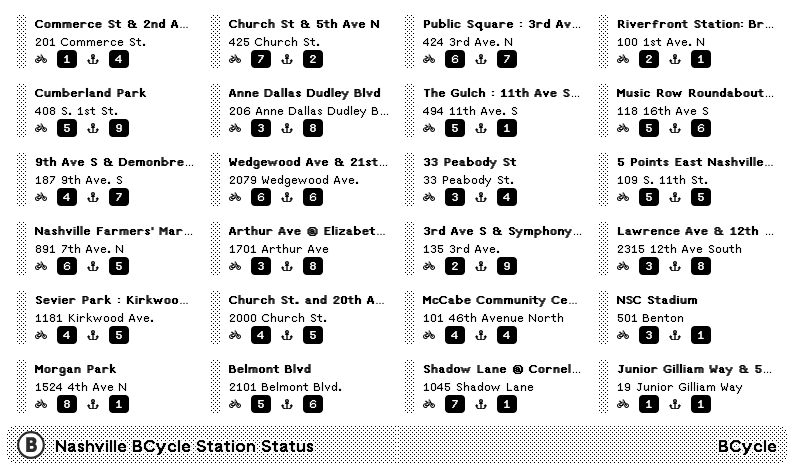 Commerce St & 2nd A...
201 Commerce St.
1 4
Church St & 5th Ave N
425 Church St.
7 2
Public Square : 3rd Av...
424 3rd Ave. N
6 7
Riverfront Station: Br...
100 1st Ave. N
2 1
Cumberland Park
408 S. 1st St.
5 9
Anne Dallas Dudley Blvd
206 Anne Dallas Dudley B...
3 8
The Gulch : 11th Ave S...
494 11th Ave. S
5 1
Music Row Roundabout...
118 16th Ave S
5 6
9th Ave S & Demonbre...
187 9th Ave. S
4 7
Wedgewood Ave & 21st...
2079 Wedgewood Ave.
6 6
33 Peabody St
33 Peabody St.
3 4
5 Points East Nashville...
109 S. 11th St.
5 5
Nashville Farmers' Mar...
891 7th Ave. N
6 5
Arthur Ave @ Elizabet...
1701 Arthur Ave
3 8
3rd Ave S & Symphony...
135 3rd Ave.
2 9
Lawrence Ave & 12th ...
2315 12th Ave South
3 8
Sevier Park : Kirkwoo...
1181 Kirkwood Ave.
4 5
Church St. and 20th A...
2000 Church St.
4 5
McCabe Community Ce...
101 46th Avenue North
4 4
NSC Stadium
501 Benton
3 1
Morgan Park
1524 4th Ave N
8 1
Belmont Blvd
2101 Belmont Blvd.
5 6
Shadow Lane @ Cornel...
1045 Shadow Lane
7 1
Junior Gilliam Way & 5...
19 Junior Gilliam Way
1 1
B Nashville BCycle Station Status BCycle